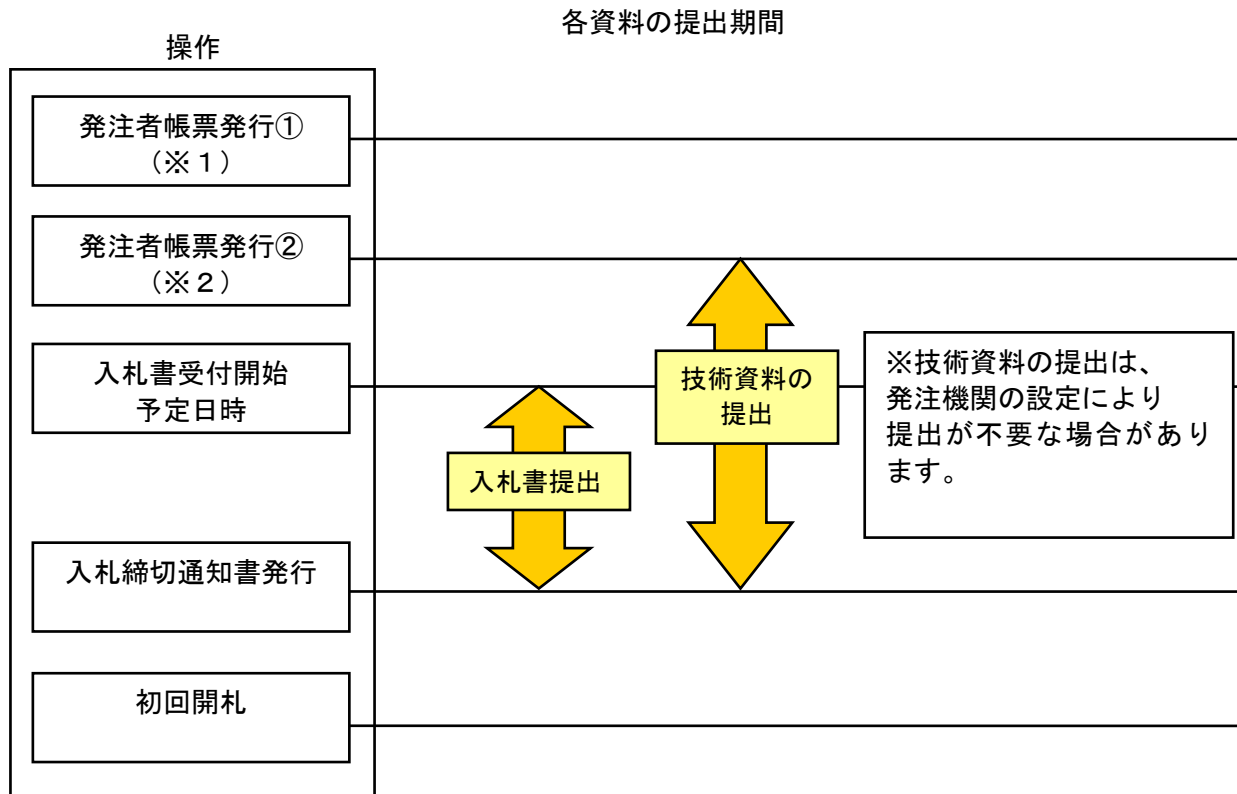 各資料の提出期間
操作
発注者帳票発行①
（※１）
発注者帳票発行②
（※２）
入札書受付開始
予定日時
技術資料の
提出
※技術資料の提出は、
発注機関の設定により
提出が不要な場合があり
ます。
入札書提出
入札締切通知書発行
初回開札